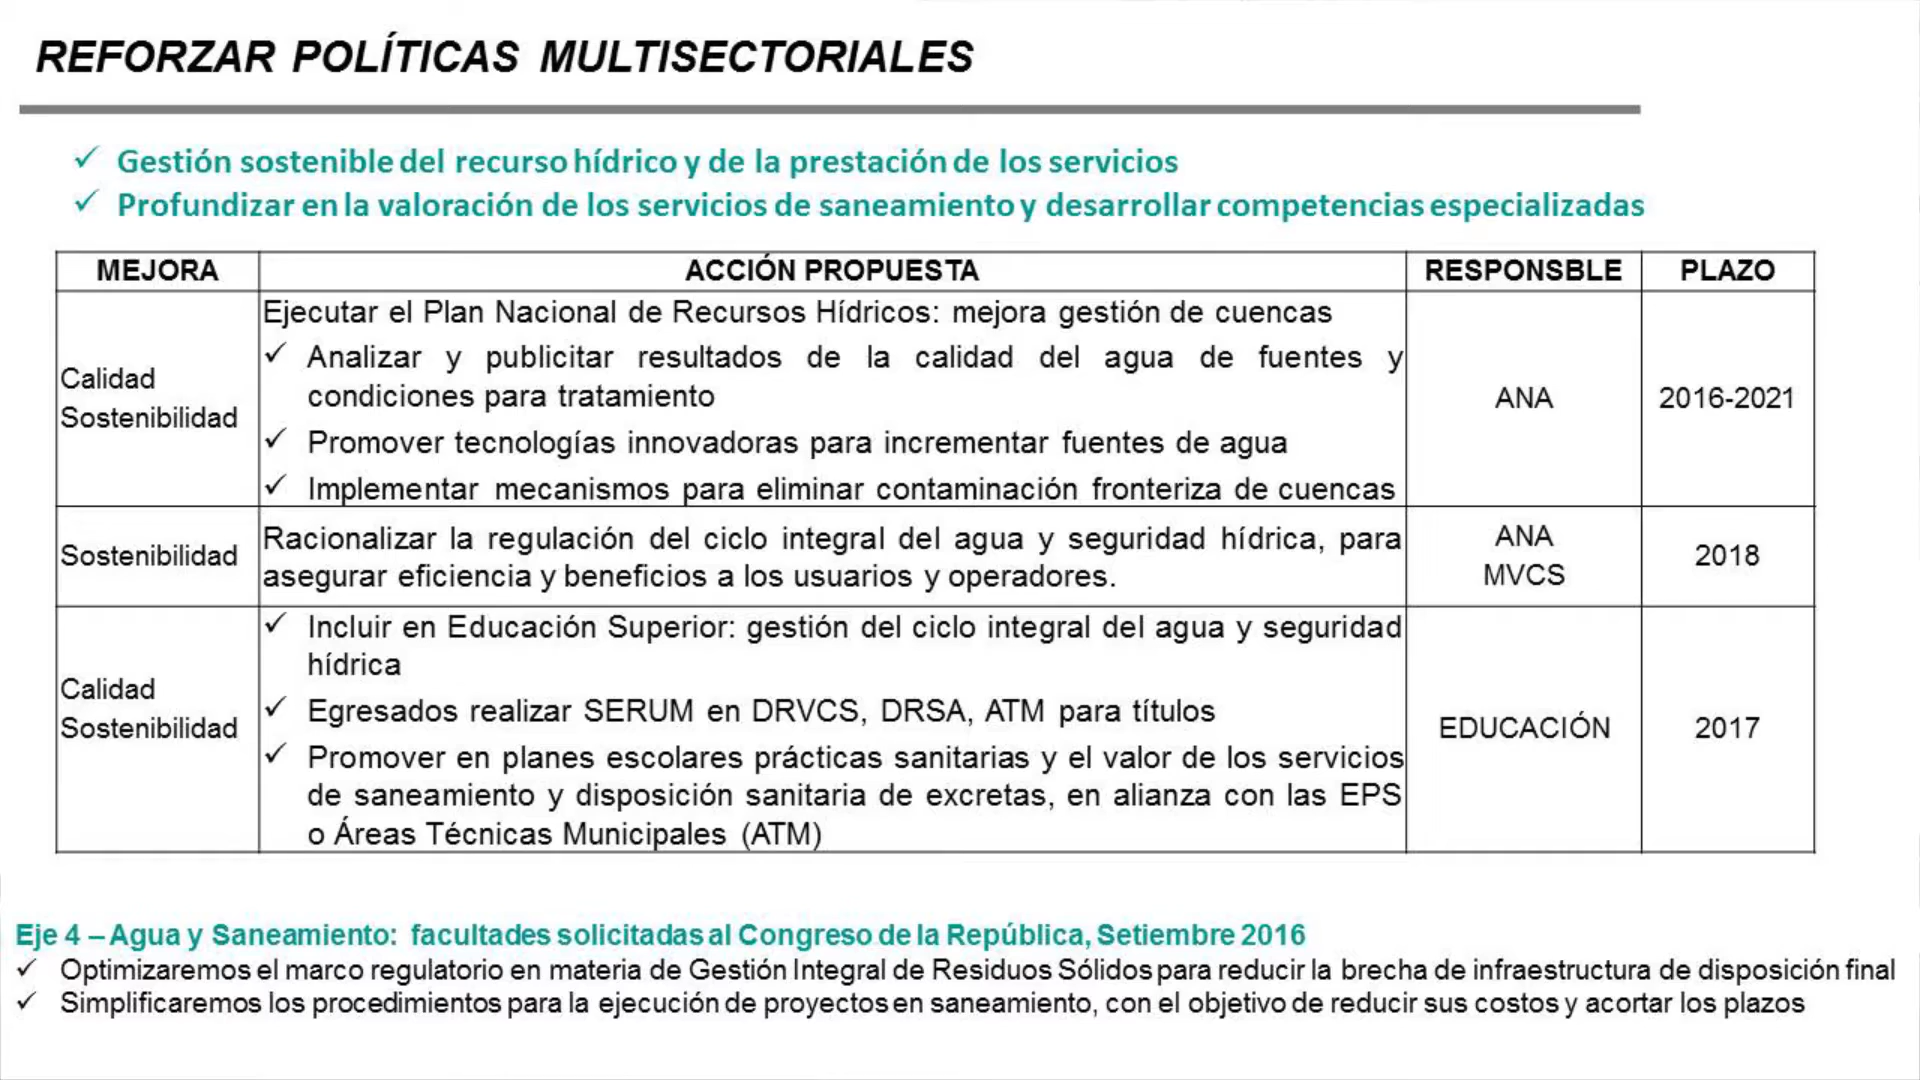 REFORZAR POLÍTICAS MULTISECTORIALES
✓ Gestión sostenible del recurso hídrico y de la prestación de los servicios
✓ Profundizar en la valoración de los servicios de saneamiento y desarrollar competencias especializadas
MEJORA ACCIÓN PROPUESTA RESPONSBLE PLAZO
Calidad
Sostenibilidad
Ejecutar el Plan Nacional de Recursos Hídricos: mejora gestión de cuencas
✓ Analizar y publicitar resultados de la calidad del agua de fuentes y
condiciones para tratamiento
✓ Promover tecnologías innovadoras para incrementar fuentes de agua
✓ Implementar mecanismos para eliminar contaminación fronteriza de cuencas
ANA
2016-2021
Sostenibilidad
Racionalizar la regulación del ciclo integral del agua y seguridad hídrica, para
asegurar eficiencia y beneficios a los usuarios y operadores.
ANA
MVCS
2018
Calidad
Sostenibilidad
✓ Incluir en Educación Superior: gestión del ciclo integral del agua y seguridad
hídrica
✓ Egresados realizar SERUM en DRVCS, DRSA, ATM para títulos
✓ Promover en planes escolares prácticas sanitarias y el valor de los servicios
de saneamiento y disposición sanitaria de excretas, en alianza con las EPS
o Áreas Técnicas Municipales (ATM)
EDUCACIÓN
2017
Eje 4 – Agua y Saneamiento: facultades solicitadas al Congreso de la República, Setiembre 2016
✓ Optimizaremos el marco regulatorio en materia de Gestión Integral de Residuos Sólidos para reducir la brecha de infraestructura de disposición final
✓ Simplificaremos los procedimientos para la ejecución de proyectos en saneamiento, con el objetivo de reducir sus costos y acortar los plazos